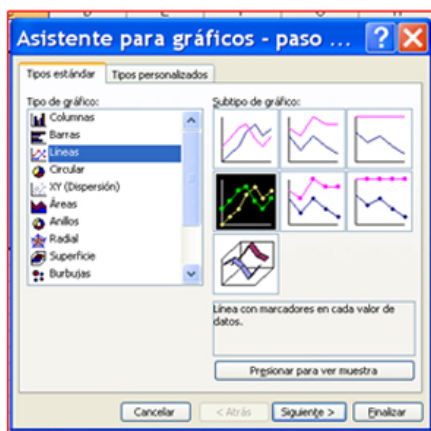 Asistente para gráficos - paso ...
Tipos estándar
Tipos personalizados
Tipo de gráfico:
Subtipo de gráfico:
Columnas
Barras
Líneas
Circular
XY (Dispersión)
Áreas
Anillos
Radial
Superficie
Burbujas
Línea con marcadores en cada valor de
datos.
Presionar para ver muestra
Cancelar
< Atrás
Siguiente >
Finalizar